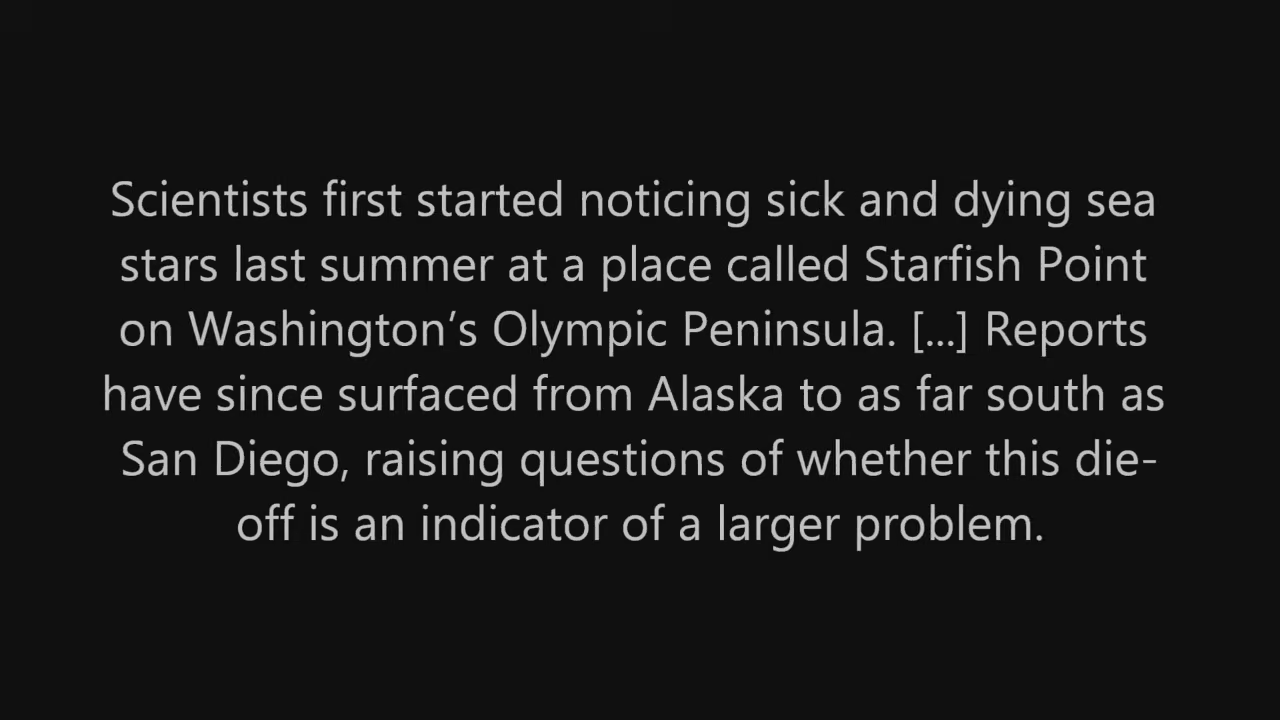 Scientists first started noticing sick and dying sea
stars last summer at a place called Starfish Point
on Washington’s Olympic Peninsula. [...] Reports
have since surfaced from Alaska to as far south as
San Diego, raising questions of whether this die-
off is an indicator of a larger problem.